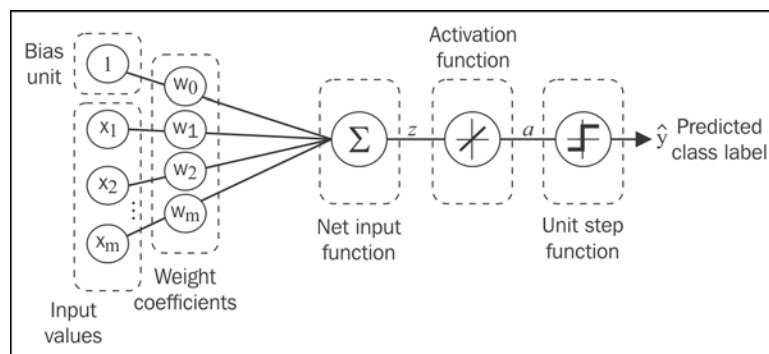 Bias
unit
1
w0
x1
w1
x2
w2
⋮
xm
wm
Input
values
Weight
coefficients
Σ
Net input
function
z
Activation
function
a
Unit step
function
ŷ
Predicted
class label